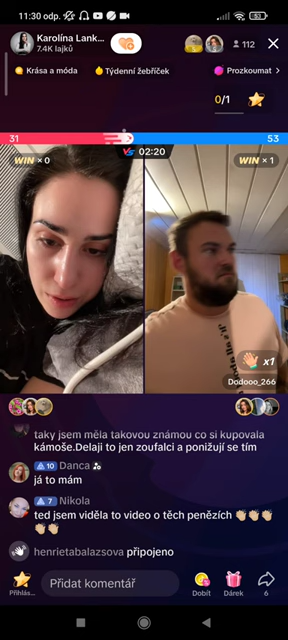 11:30 odp.
53
Karolína Lank...
7.4K lajků
112
Krása a móda
Týdenní žebříček
Prozkoumat >
0/1
31
53
WIN × 0
VS 02:20
WIN × 1
x1
Dodooo_266
taky jsem měla takovou známou co si kupovala
kámoše.Delaji to jen zoufalci a ponižují se tím
10 Danca
já to mám
7 Nikola
ted jsem viděla to video o těch penězích
henrietabalazsova připojeno
Přihlás...
Přidat komentář
Dobít
Dárek
6